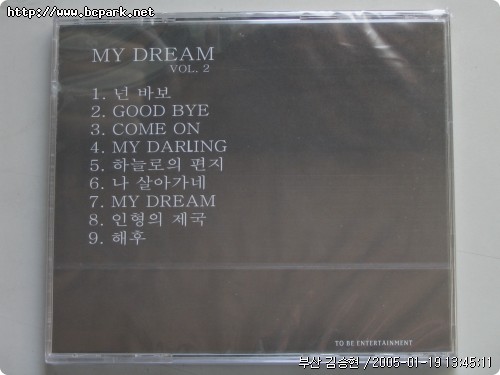 http://www.bcpark.net
MY DREAM
VOL. 2
1. 넌 바보
2. GOOD BYE
3. COME ON
4. MY DARLING
5. 하늘로의 편지
6. 나 살아가네
7. MY DREAM
8. 인형의 제국
9. 해후
TO BE ENTERTAINMENT
부산 김승현 / 2005-01-19 13:45:11